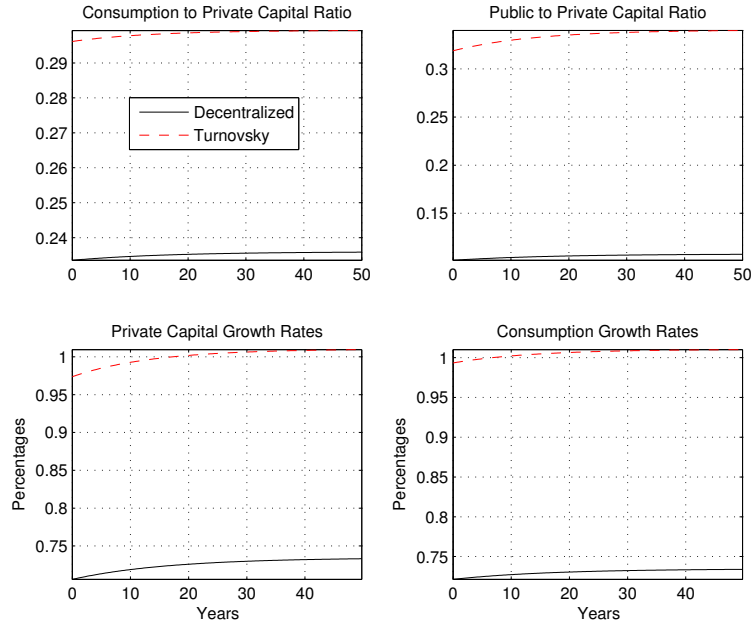 Consumption to Private Capital Ratio
0.29
0.28
0.27
0.26
0.25
0.24
Decentralized
Turnovsky
0 10 20 30 40 50
Public to Private Capital Ratio
0.3
0.25
0.2
0.15
0 10 20 30 40 50
Private Capital Growth Rates
Percentages
1
0.95
0.9
0.85
0.8
0.75
0 10 20 30 40
Years
Consumption Growth Rates
Percentages
1
0.95
0.9
0.85
0.8
0.75
0 10 20 30 40
Years